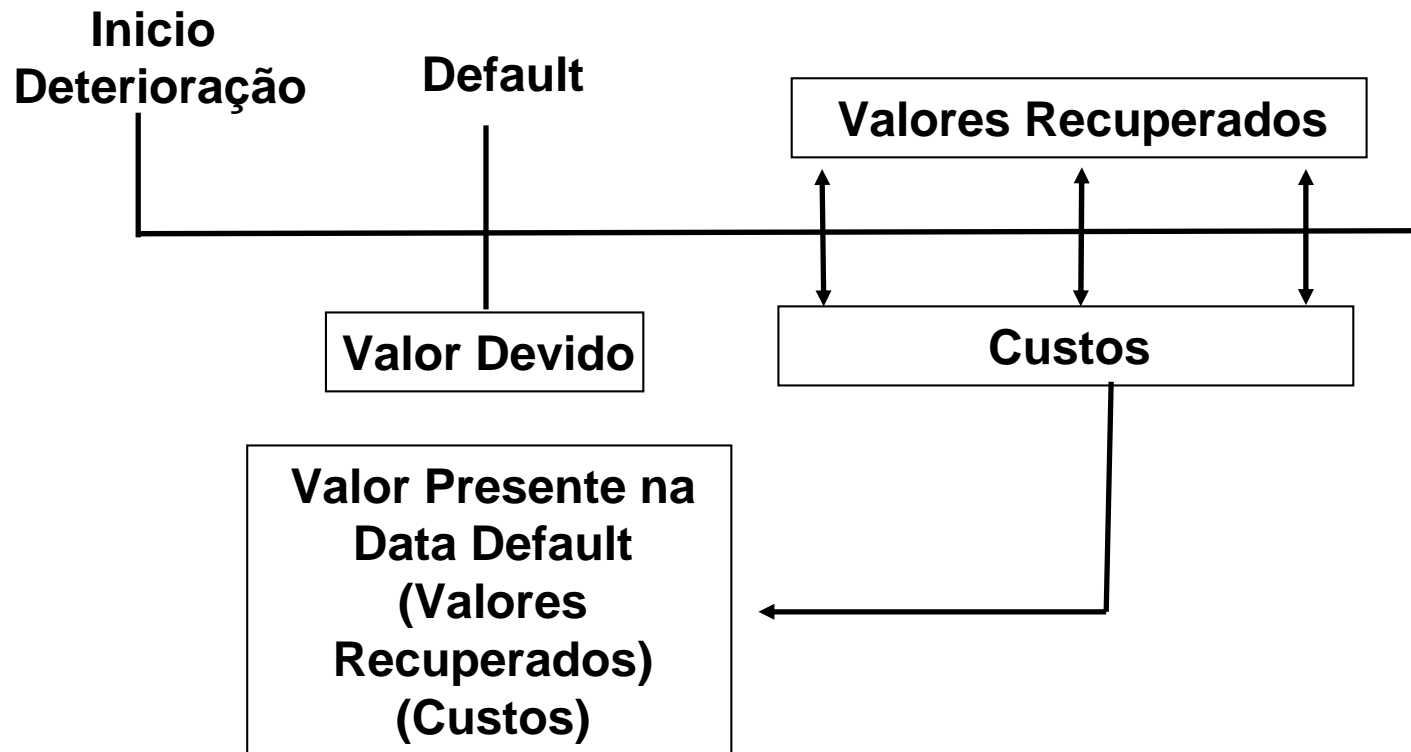 Inicio
Deterioração
Default
Valores Recuperados
Valor Devido
Custos
Valor Presente na
Data Default
(Valores
Recuperados)
(Custos)